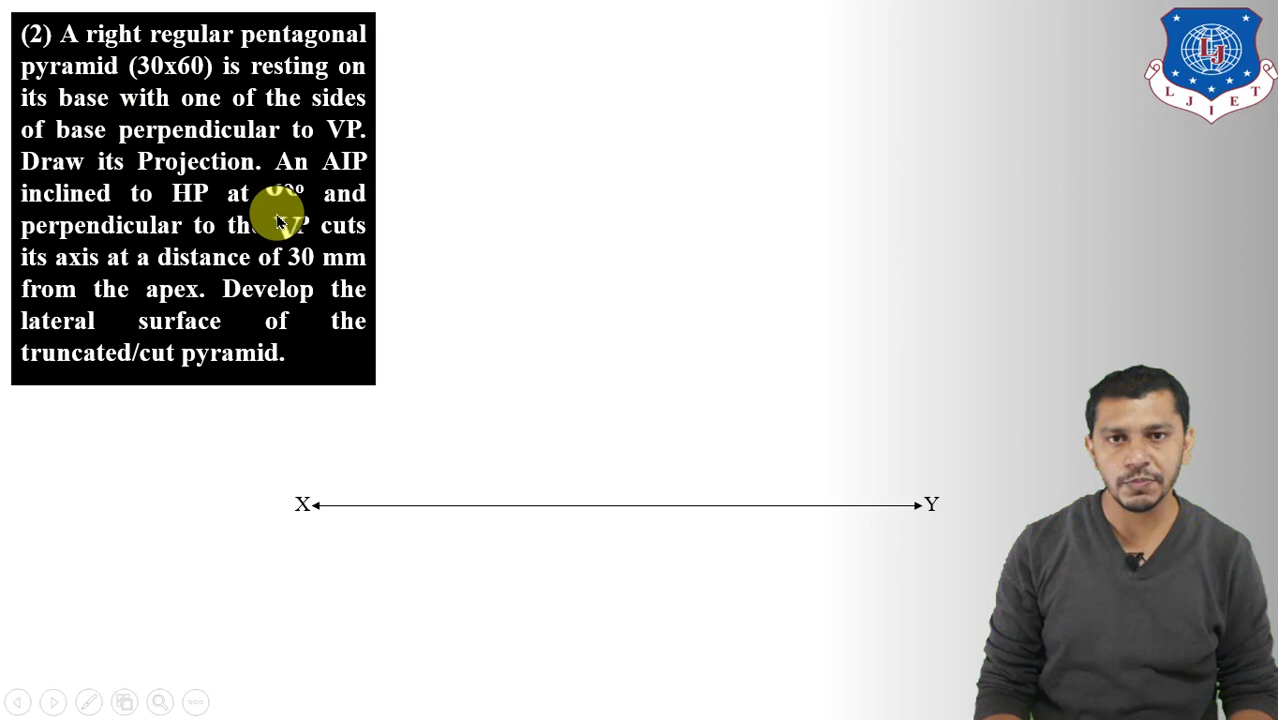 (2) A right regular pentagonal
pyramid (30x60) is resting on
its base with one of the sides
of base perpendicular to VP.
Draw its Projection. An AIP
inclined to HP at and
perpendicular to the VP cuts
its axis at a distance of 30 mm
from the apex. Develop the
lateral surface of the
truncated/cut pyramid.
LJ
L J I E T
X
Y